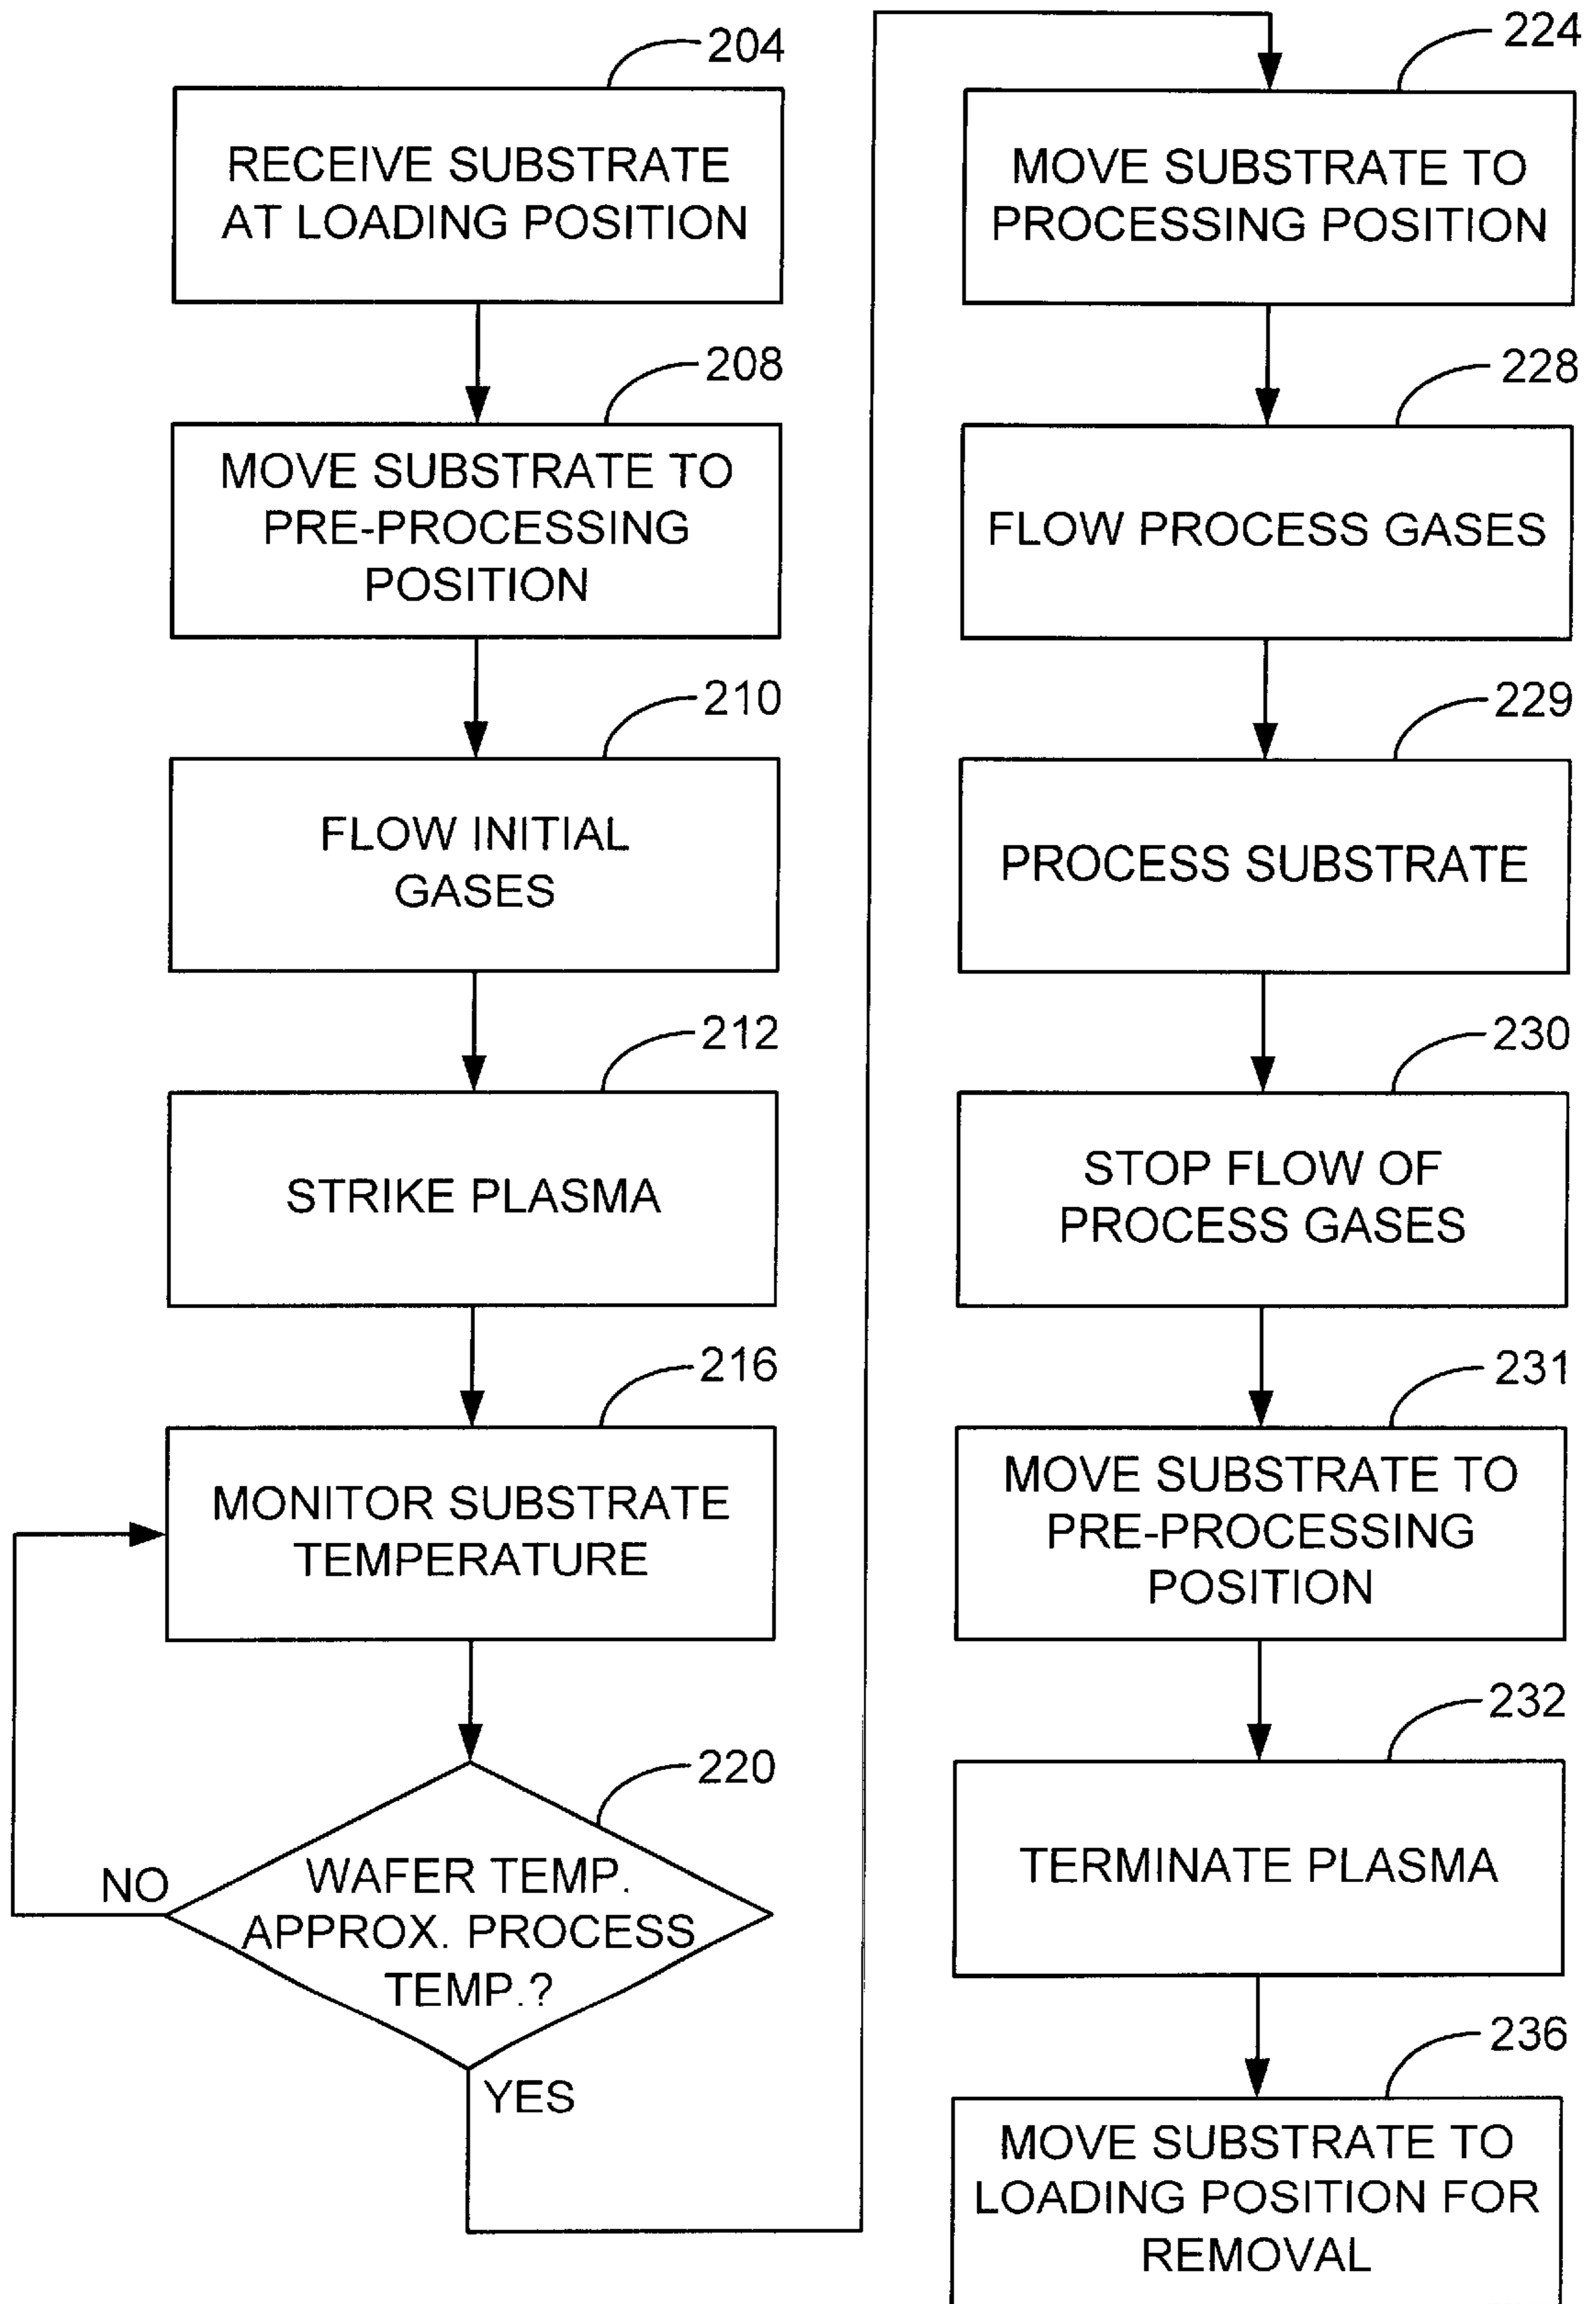 204
RECEIVE SUBSTRATE
AT LOADING POSITION
208
MOVE SUBSTRATE TO
PRE-PROCESSING
POSITION
210
FLOW INITIAL
GASES
212
STRIKE PLASMA
216
MONITOR SUBSTRATE
TEMPERATURE
220
WAFER TEMP.
APPROX. PROCESS
TEMP.?
NO
YES
224
MOVE SUBSTRATE TO
PROCESSING POSITION
228
FLOW PROCESS GASES
229
PROCESS SUBSTRATE
230
STOP FLOW OF
PROCESS GASES
231
MOVE SUBSTRATE TO
PRE-PROCESSING
POSITION
232
TERMINATE PLASMA
236
MOVE SUBSTRATE TO
LOADING POSITION FOR
REMOVAL